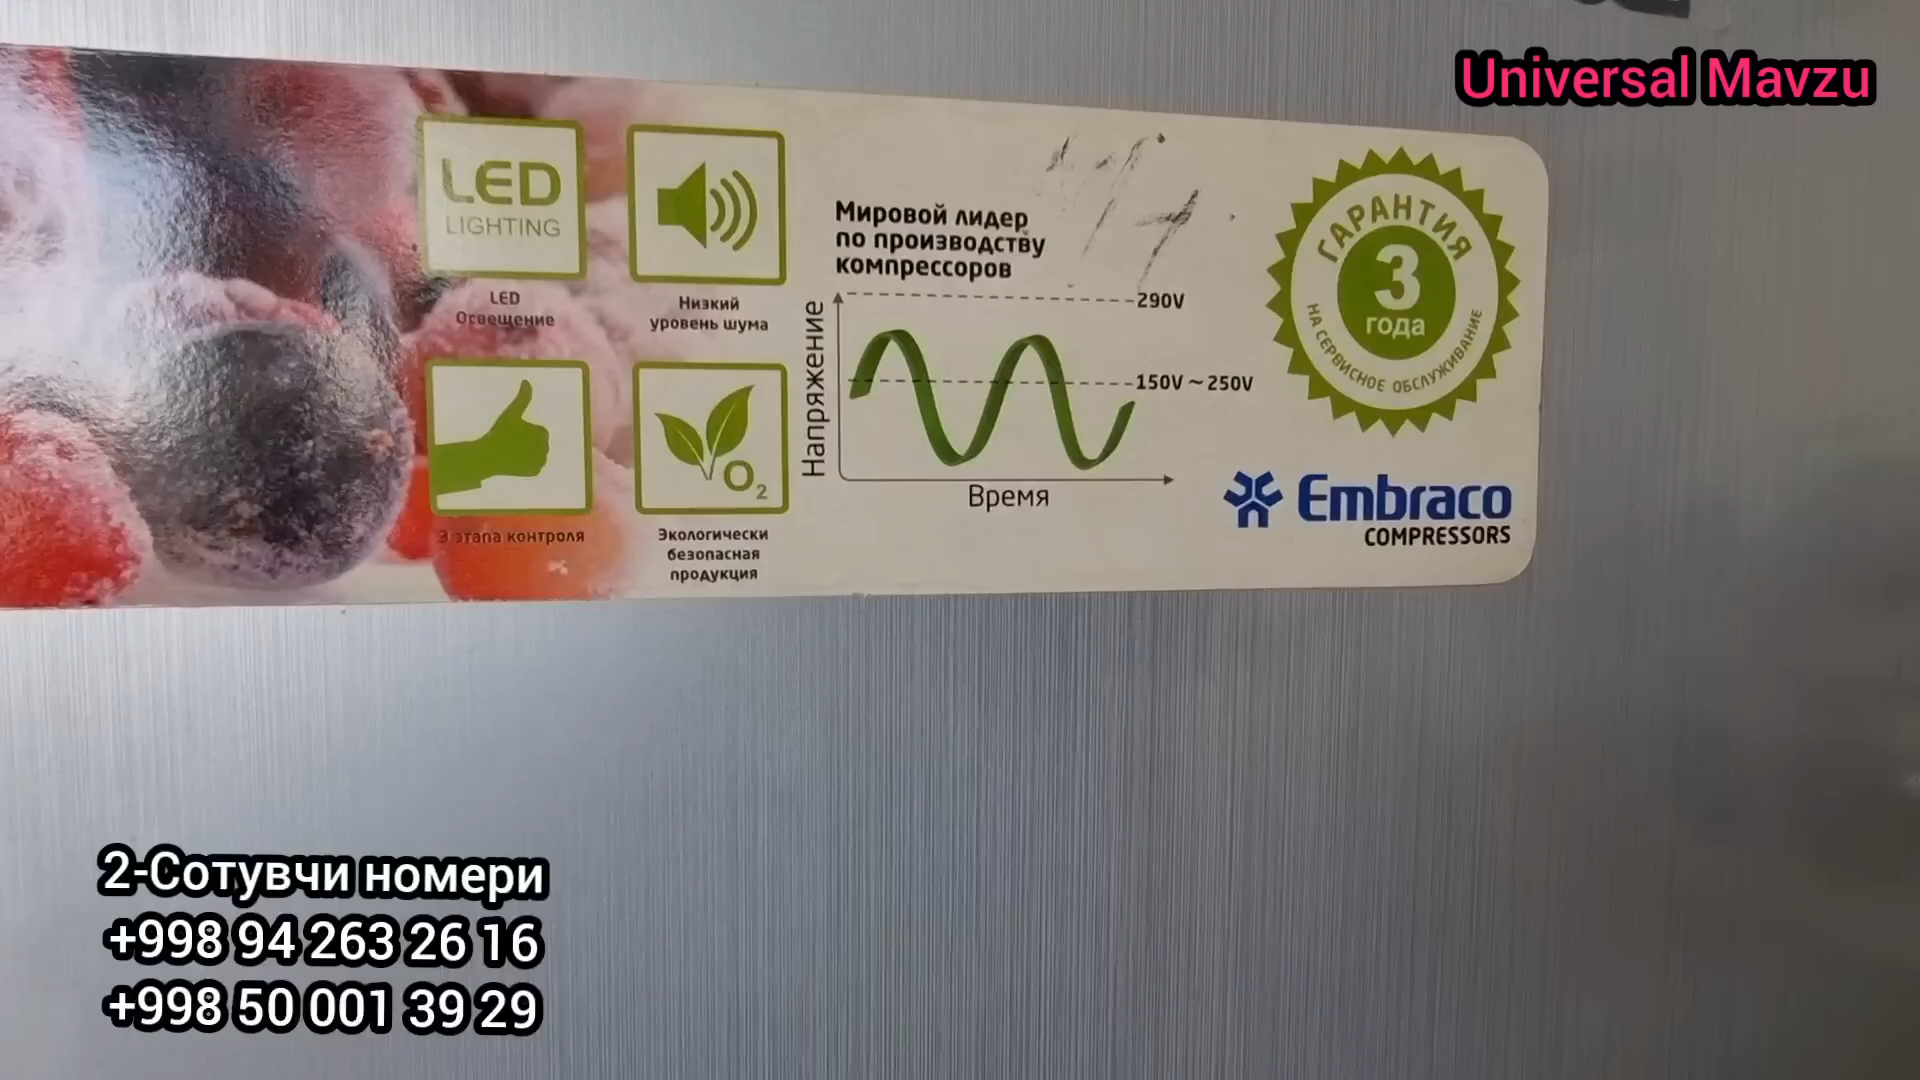 Universal Mavzu
LED
LIGHTING
LED
Освещение
Низкий
уровень шума
3 этапа контроля
O2
Экологически
безопасная
продукция
Мировой лидер
по производству
компрессоров
Напряжение
290V
150V ~ 250V
Время
ГАРАНТИЯ
3
года
НА СЕРВИСНОЕ ОБСЛУЖИВАНИЕ
Embraco
COMPRESSORS
2-Сотувчи номери
+998 94 263 26 16
+998 50 001 39 29